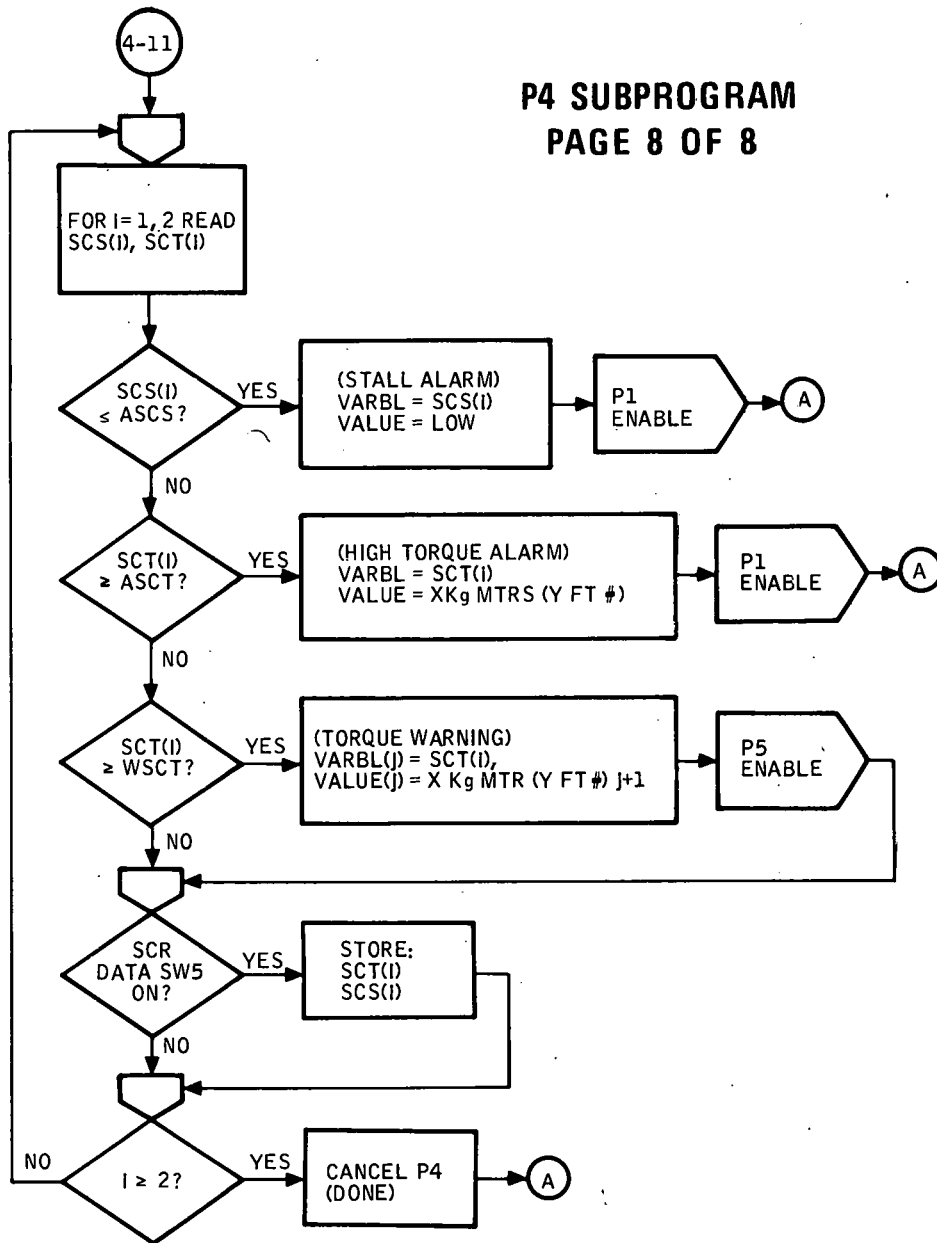 4-11
P4 SUBPROGRAM
PAGE 8 OF 8
FOR I= 1, 2 READ
SCS(I), SCT(I)
SCS(I)
≤ ASCS?
YES
(STALL ALARM)
VARBL = SCS(I)
VALUE = LOW
P1
ENABLE
A
NO
SCT(I)
≥ ASCT?
YES
(HIGH TORQUE ALARM)
VARBL = SCT(I)
VALUE = XKg MTRS (Y FT #)
P1
ENABLE
A
NO
SCT(I)
≥ WSCT?
YES
(TORQUE WARNING)
VARBL(j) = SCT(I),
VALUE(j) = X Kg MTR (Y FT #) j+1
P5
ENABLE
NO
SCR
DATA SW5
ON?
YES
STORE:
SCT(I)
SCS(I)
NO
NO
I ≥ 2?
YES
CANCEL P4
(DONE)
A